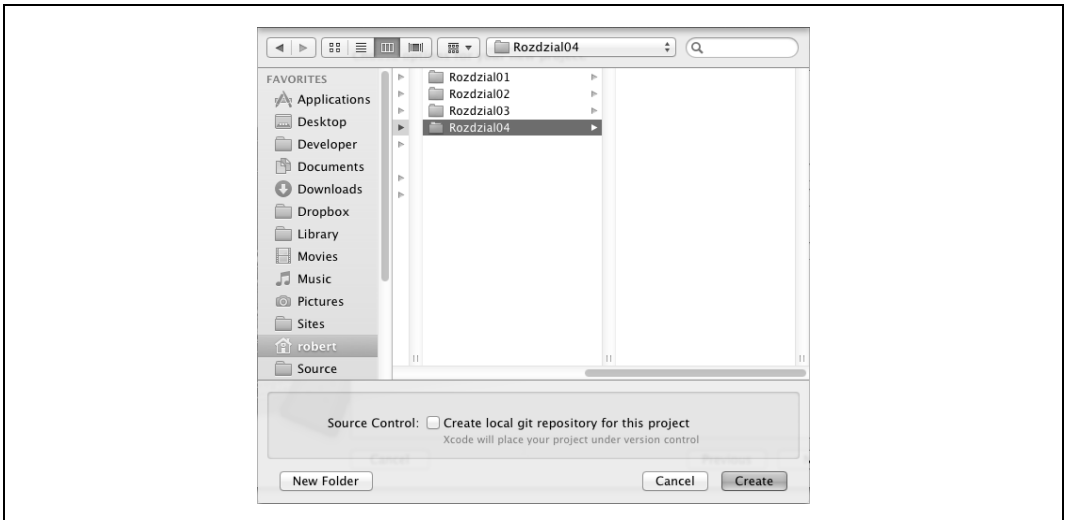 Rozdzial04
FAVORITES
Applications
Desktop
Developer
Documents
Downloads
Dropbox
Library
Movies
Music
Pictures
Sites
robert
Source
Rozdzial01
Rozdzial02
Rozdzial03
Rozdzial04
Source Control: Create local git repository for this project
Xcode will place your project under version control
Cancel
Previous
New Folder
Cancel
Create